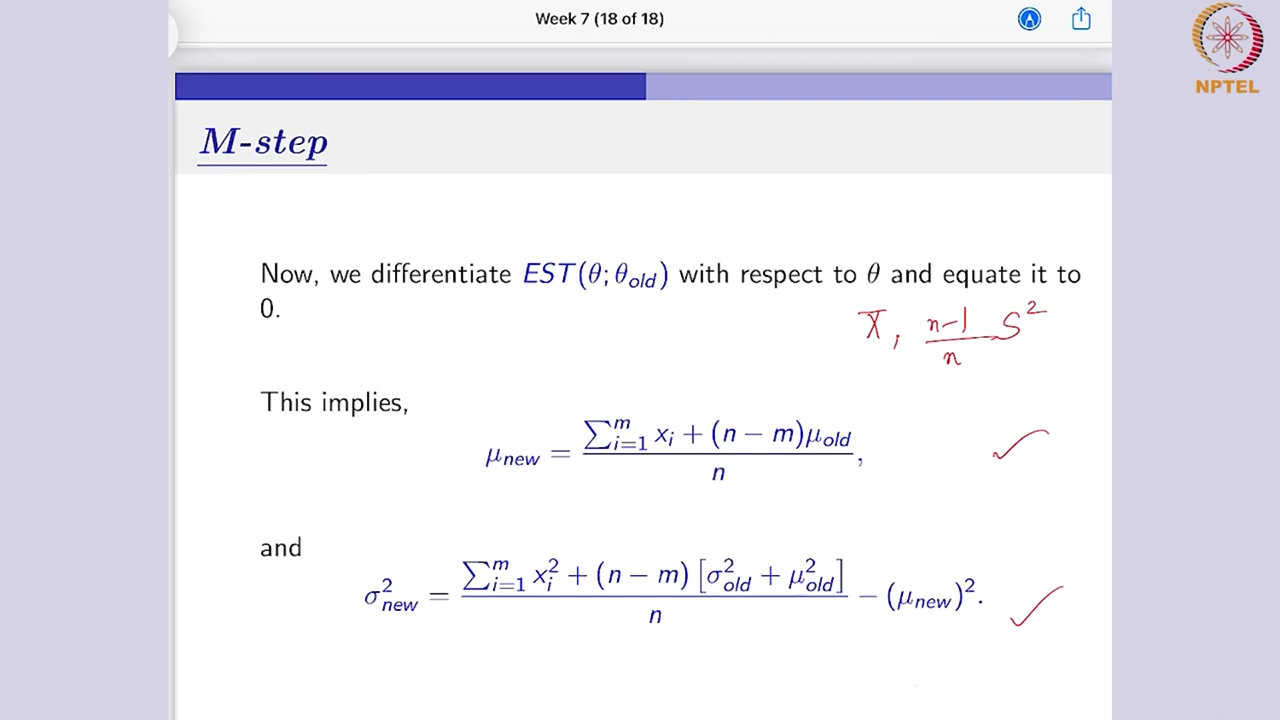 Week 7 (18 of 18)
NPTEL
M-step
Now, we differentiate EST(θ; θ_old) with respect to θ and equate it to
0.
X̄, (n-1)/n S²
This implies,
μ_new = (∑_{i=1}^{m} x_i + (n − m)μ_old) / n,
and
σ²_new = (∑_{i=1}^{m} x_i² + (n − m) [σ²_old + μ²_old]) / n − (μ_new)².